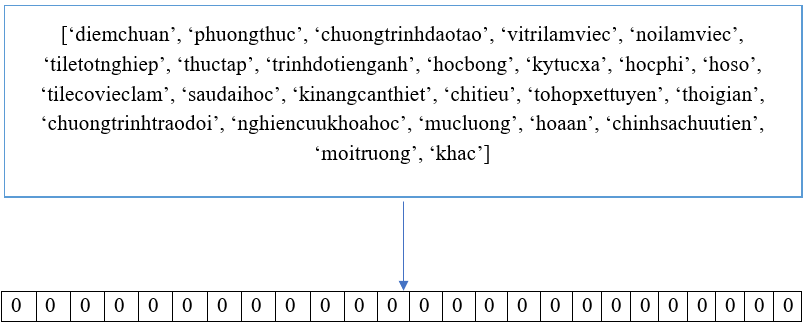 [‘diemchuan’, ‘phuongthuc’, ‘chuongtrinhdaotao’, ‘vitrilamviec’, ‘noilamviec’,
‘tiletotnghiep’, ‘thuctap’, ‘trinhdotienganh’, ‘hocbong’, ‘kytucxa’, ‘hocphi’, ‘hoso’,
‘tilecovieclam’, ‘saudaihoc’, ‘kinangcanthiet’, ‘chitieu’, ‘tohopxettuyen’, ‘thoigian’,
‘chuongtrinhtraodoi’, ‘nghiencuukhoahoc’, ‘mucluong’, ‘hoaan’, ‘chinhsachuutien’,
‘moitruong’, ‘khac’]
0 0 0 0 0 0 0 0 0 0 0 0 0 0 0 0 0 0 0 0 0 0 0 0